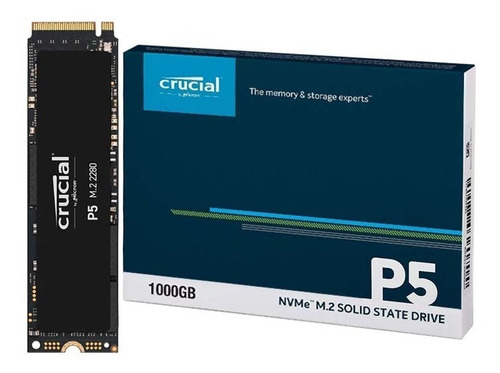 crucial
by Micron
P5 M.2 2280
crucial
by Micron
The memory & storage experts™
1000GB
P5
NVMe™ M.2 SOLID STATE DRIVE